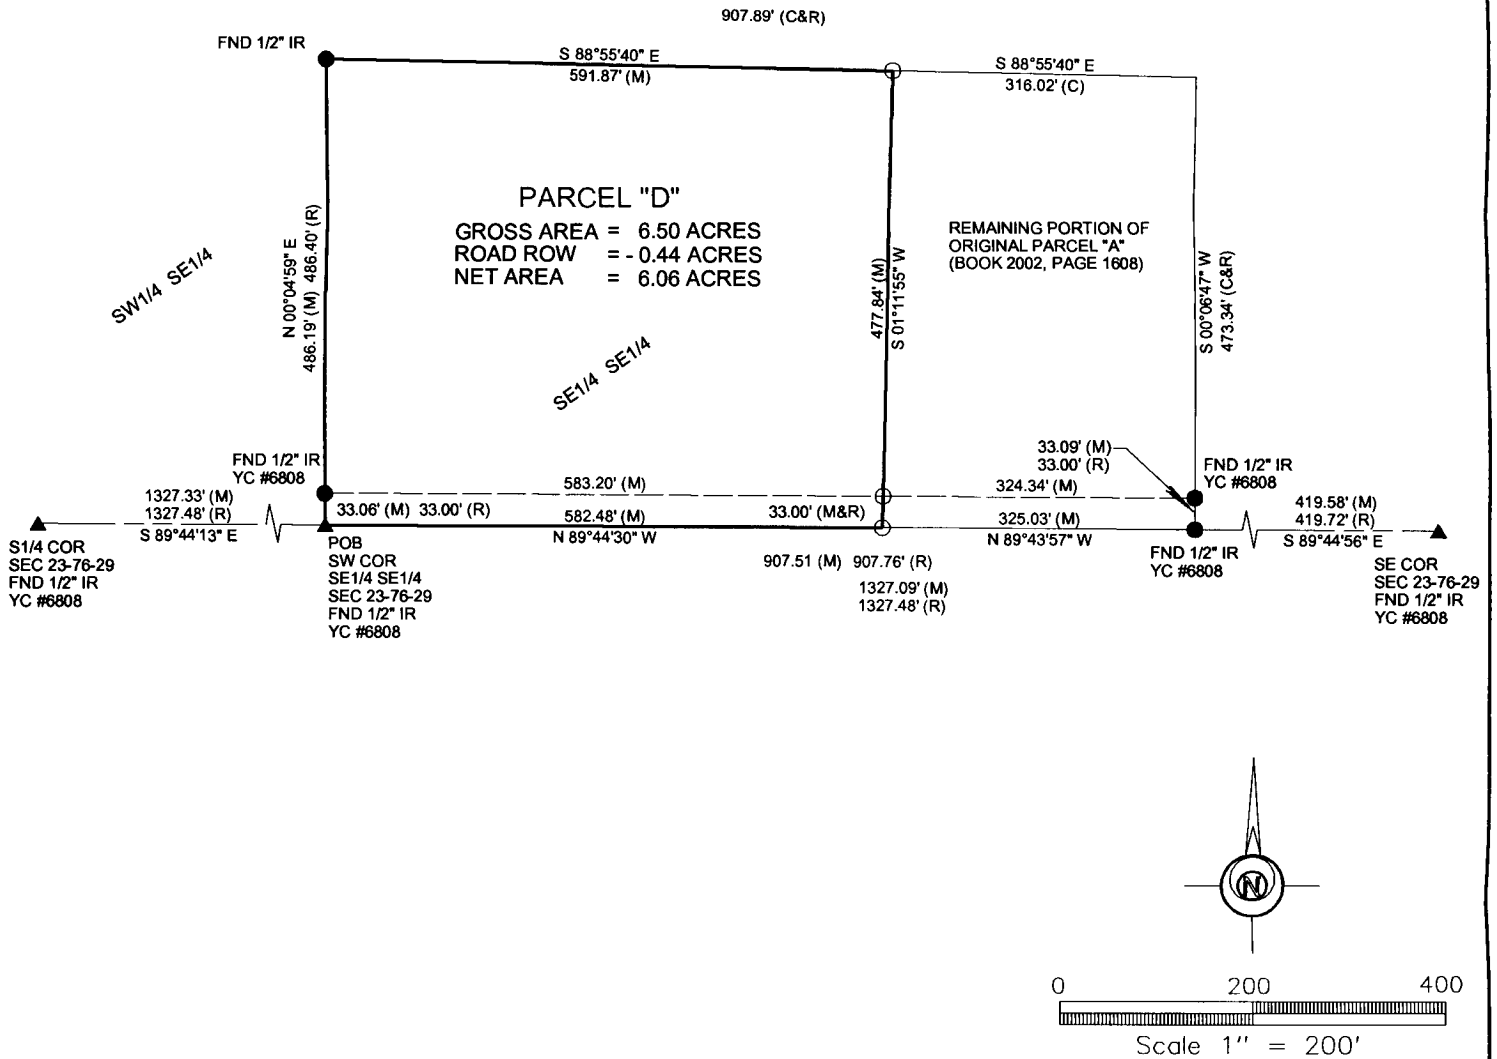 907.89' (C&R)
FND 1/2" IR
S 88°55'40" E
591.87' (M)
S 88°55'40" E
316.02' (C)
PARCEL "D"
GROSS AREA = 6.50 ACRES
ROAD ROW = - 0.44 ACRES
NET AREA = 6.06 ACRES
REMAINING PORTION OF
ORIGINAL PARCEL "A"
(BOOK 2002, PAGE 1608)
SW1/4 SE1/4
N 00°04'59" E
486.19' (M) 486.40' (R)
SE1/4 SE1/4
477.84' (M)
S 01°11'55" W
S 00°06'47" W
473.34' (C&R)
33.09' (M)
33.00' (R)
FND 1/2" IR
YC #6808
FND 1/2" IR
YC #6808
583.20' (M)
324.34' (M)
1327.33' (M)
1327.48' (R)
S 89°44'13" E
33.06' (M) 33.00' (R)
582.48' (M)
N 89°44'30" W
33.00' (M&R)
325.03' (M)
N 89°43'57" W
419.58' (M)
419.72' (R)
S 89°44'56" E
S1/4 COR
SEC 23-76-29
FND 1/2" IR
YC #6808
POB
SW COR
SE1/4 SE1/4
SEC 23-76-29
FND 1/2" IR
YC #6808
907.51 (M) 907.76' (R)
1327.09' (M)
1327.48' (R)
FND 1/2" IR
YC #6808
SE COR
SEC 23-76-29
FND 1/2" IR
YC #6808
N
0 200 400
Scale 1" = 200'